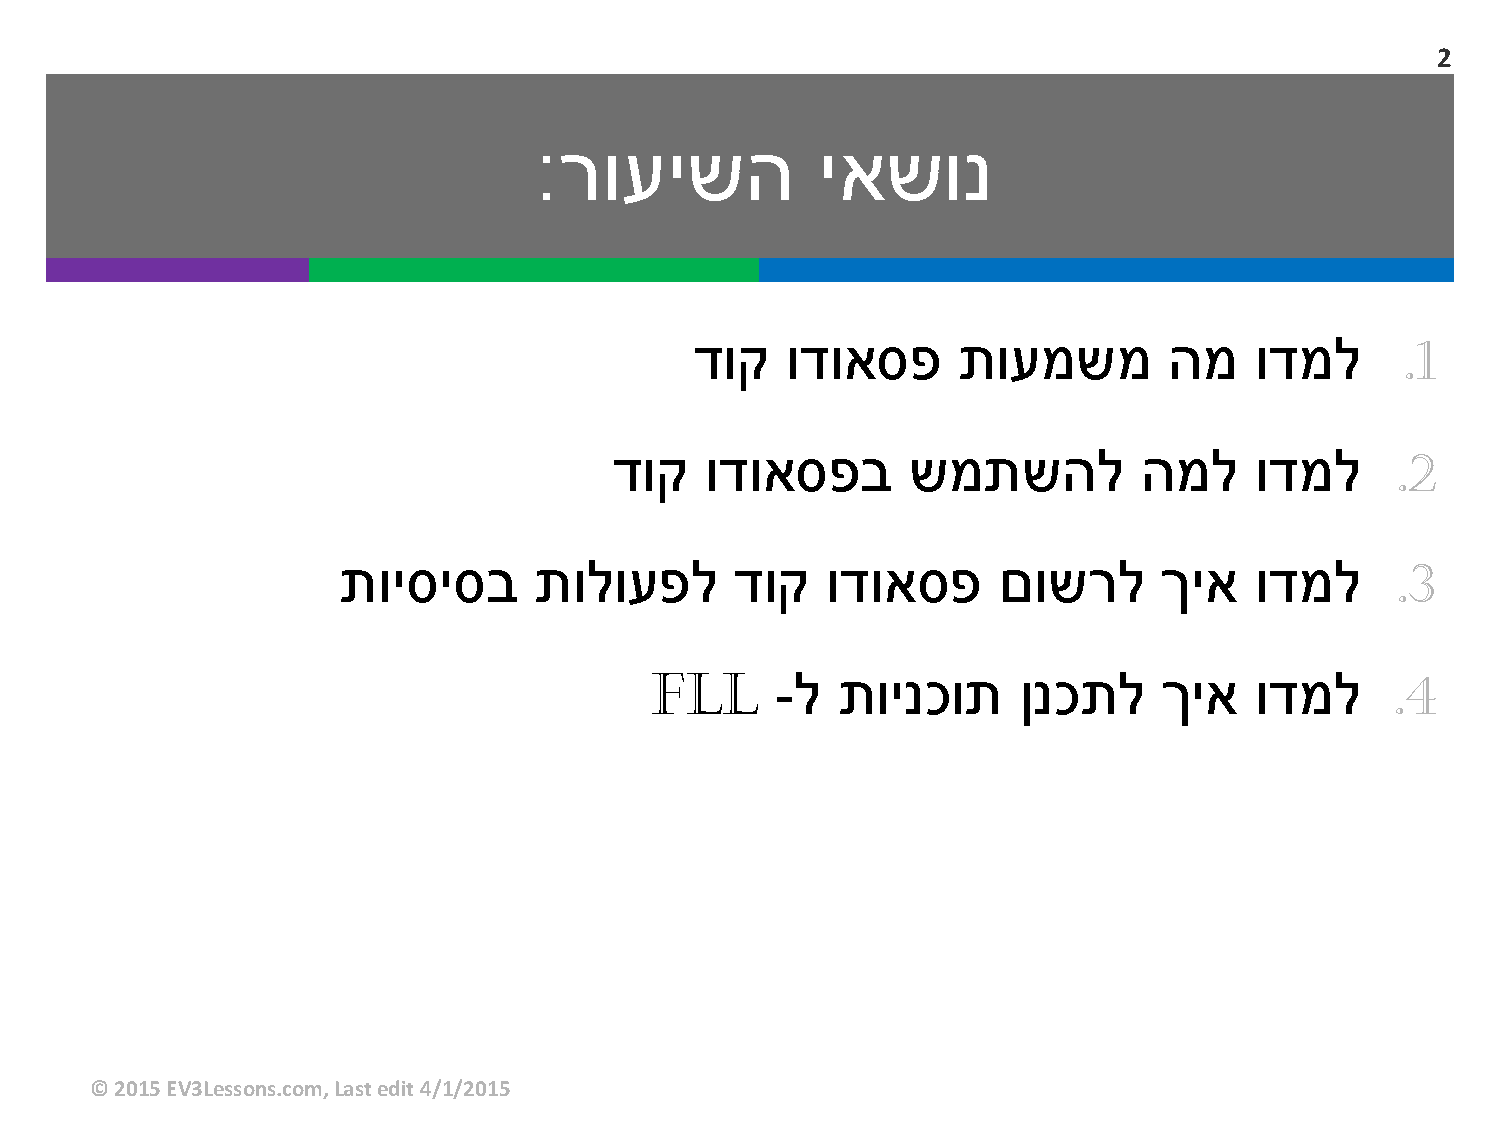 2
נושאי השיעור:
1. למדו מה משמעות פסאודו קוד
2. למדו למה להשתמש בפסאודו קוד
3. למדו איך לרשום פסאודו קוד לפעולות בסיסיות
4. למדו איך לתכנן תוכניות ל- FLL
© 2015 EV3Lessons.com, Last edit 4/1/2015